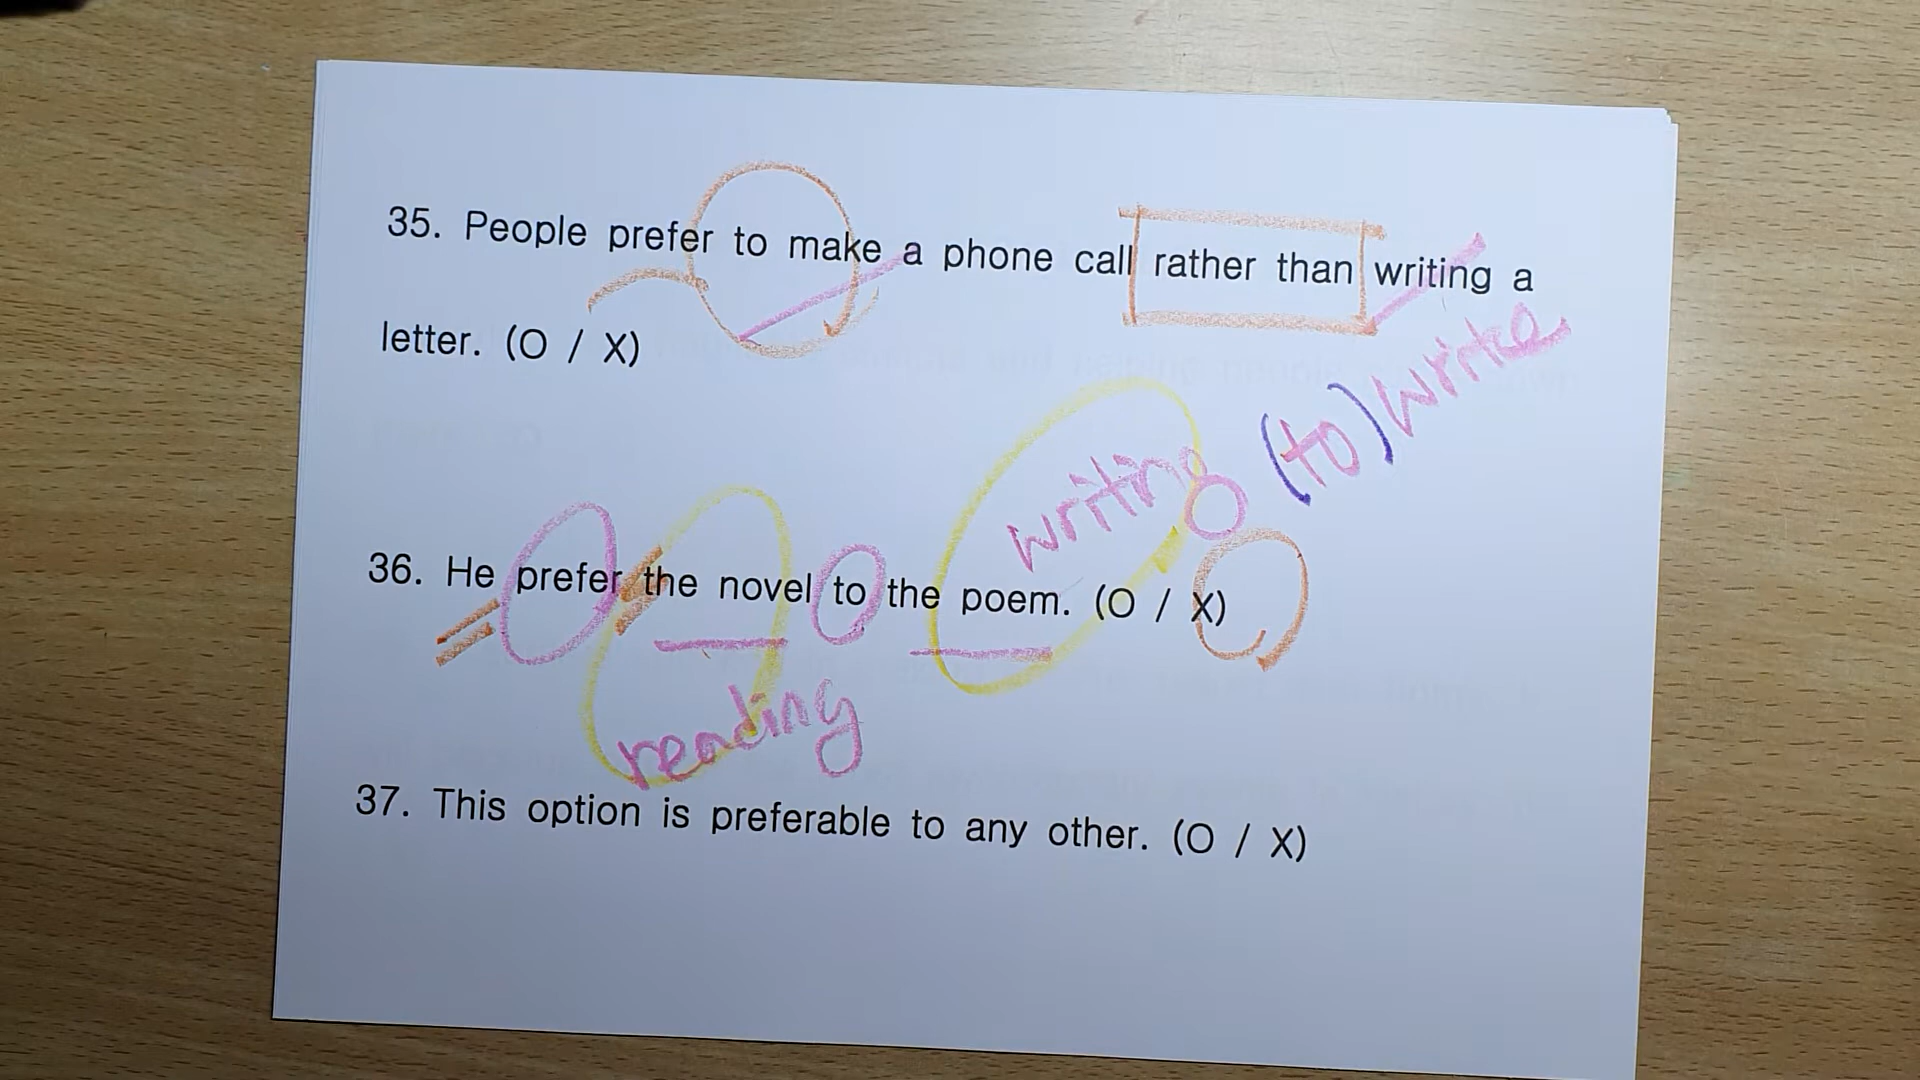 35. People prefer to make a phone call rather than writing a
letter. (O / X)
(to) write
writing
36. He prefer the novel to the poem. (O / X)
reading
37. This option is preferable to any other. (O / X)